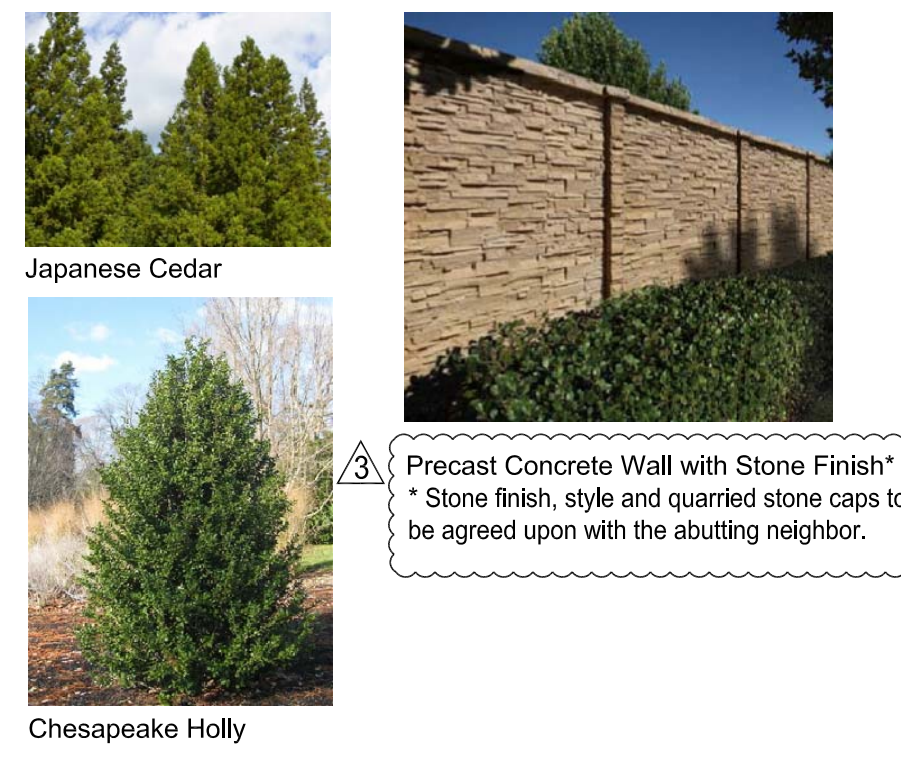 Japanese Cedar
3
Precast Concrete Wall with Stone Finish*
* Stone finish, style and quarried stone caps to
be agreed upon with the abutting neighbor.
Chesapeake Holly